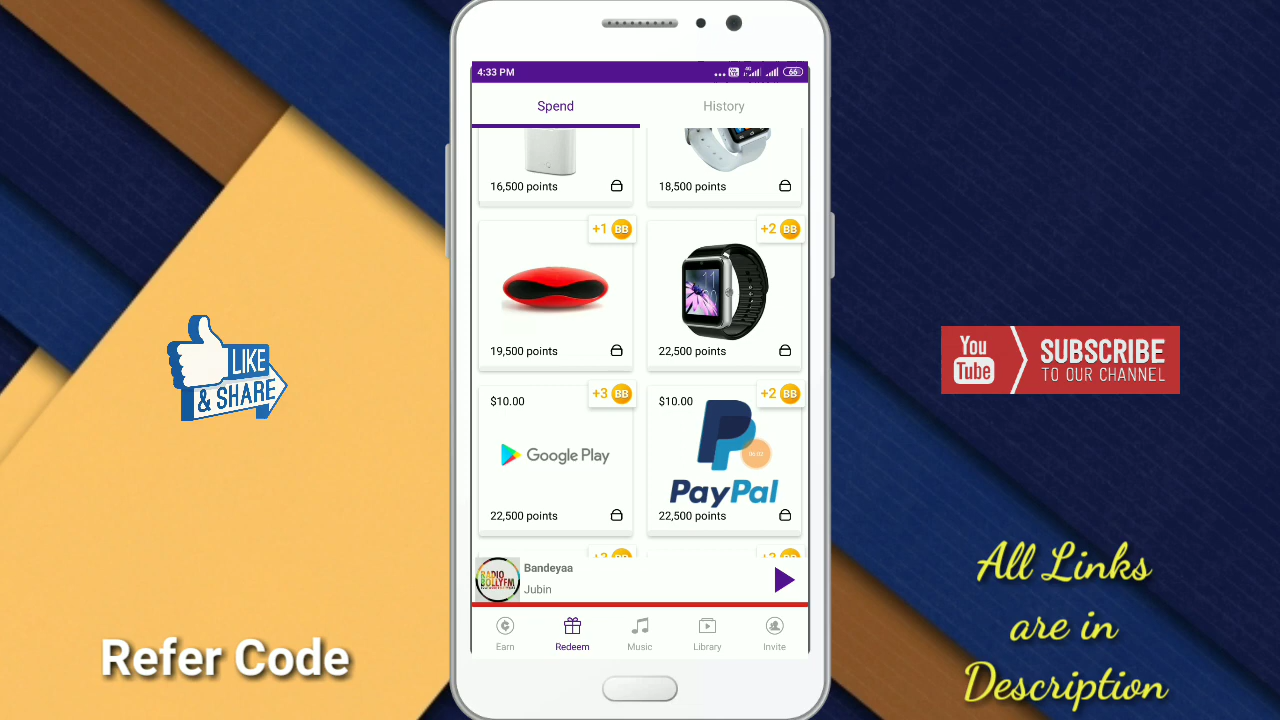 4:33 PM
66
Spend
History
16,500 points
18,500 points
+1 BB
+2 BB
19,500 points
22,500 points
$10.00
+3 BB
$10.00
+2 BB
Google Play
PayPal
22,500 points
22,500 points
RADIO
BOLLYFM
Bandeyaa
Jubin
Earn
Redeem
Music
Library
Invite
LIKE
& SHARE
Refer Code
You
Tube
SUBSCRIBE
TO OUR CHANNEL
All Links
are in
Description